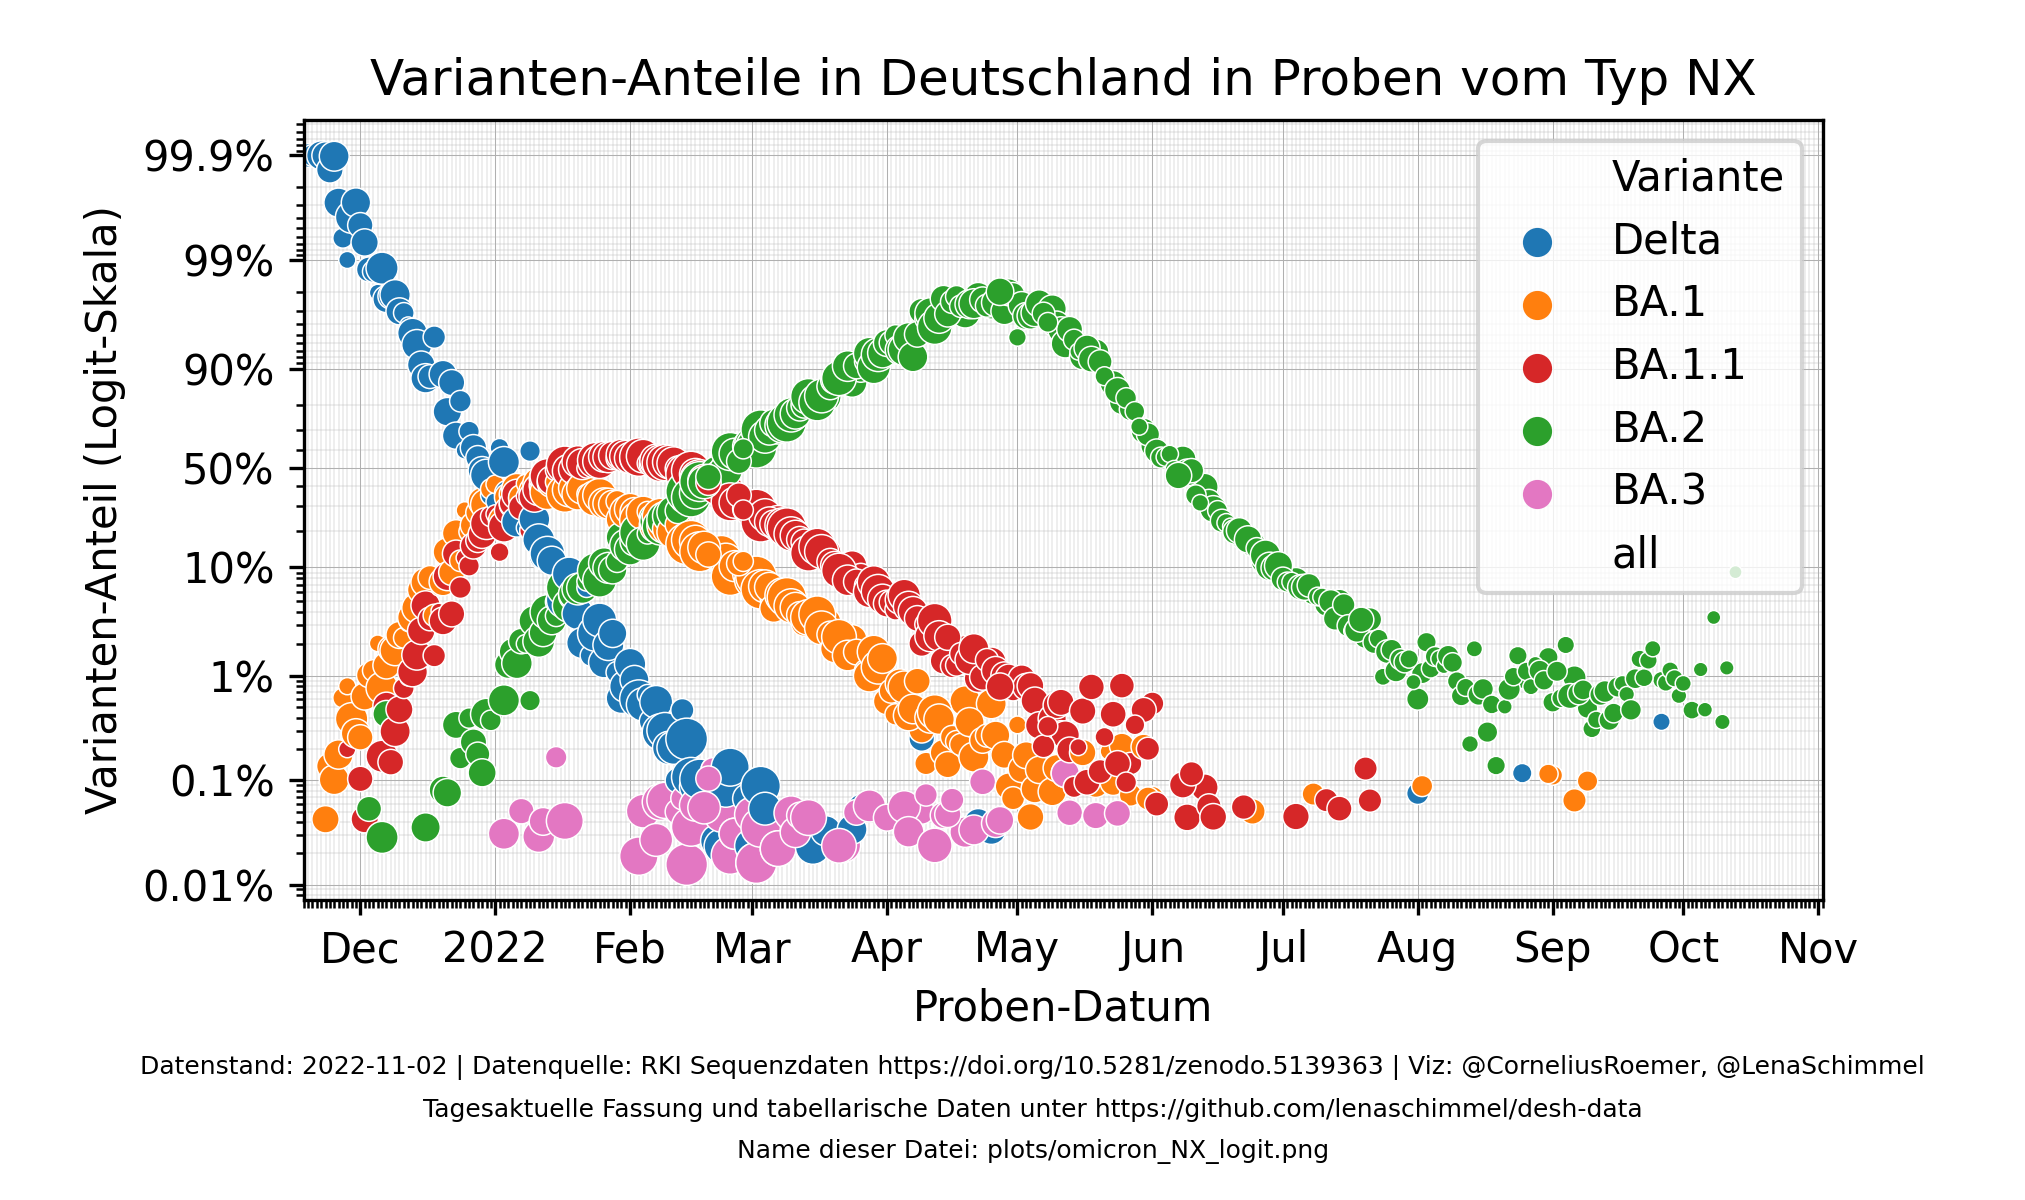 Varianten-Anteile in Deutschland in Proben vom Typ NX
Varianten-Anteil (Logit-Skala)
99.9%
99%
90%
50%
10%
1%
0.1%
0.01%
Variante
Delta
BA.1
BA.1.1
BA.2
BA.3
all
Dec 2022 Feb Mar Apr May Jun Jul Aug Sep Oct Nov
Proben-Datum
Datenstand: 2022-11-02 | Datenquelle: RKI Sequenzdaten https://doi.org/10.5281/zenodo.5139363 | Viz: @CorneliusRoemer, @LenaSchimmel
Tagesaktuelle Fassung und tabellarische Daten unter https://github.com/lenaschimmel/desh-data
Name dieser Datei: plots/omicron_NX_logit.png